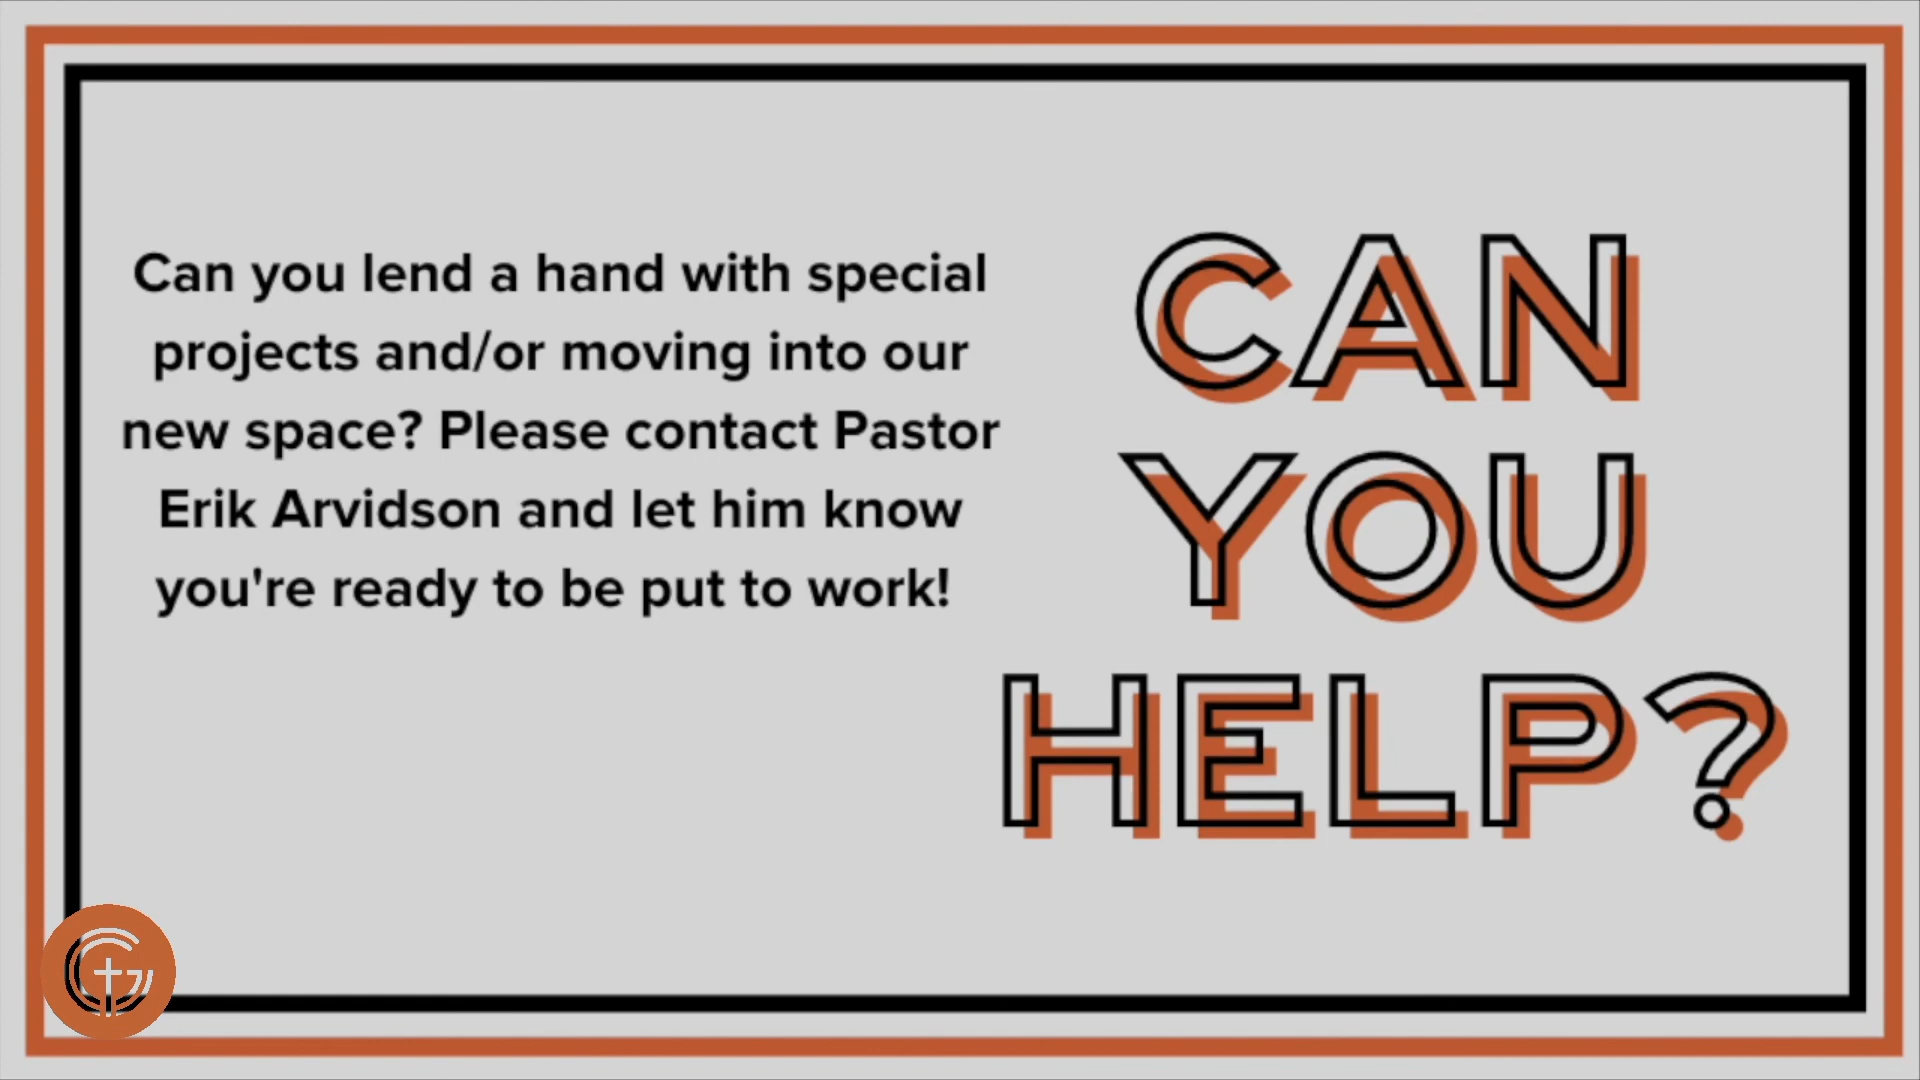 Can you lend a hand with special
projects and/or moving into our
new space? Please contact Pastor
Erik Arvidson and let him know
you're ready to be put to work!
CAN
YOU
HELP?